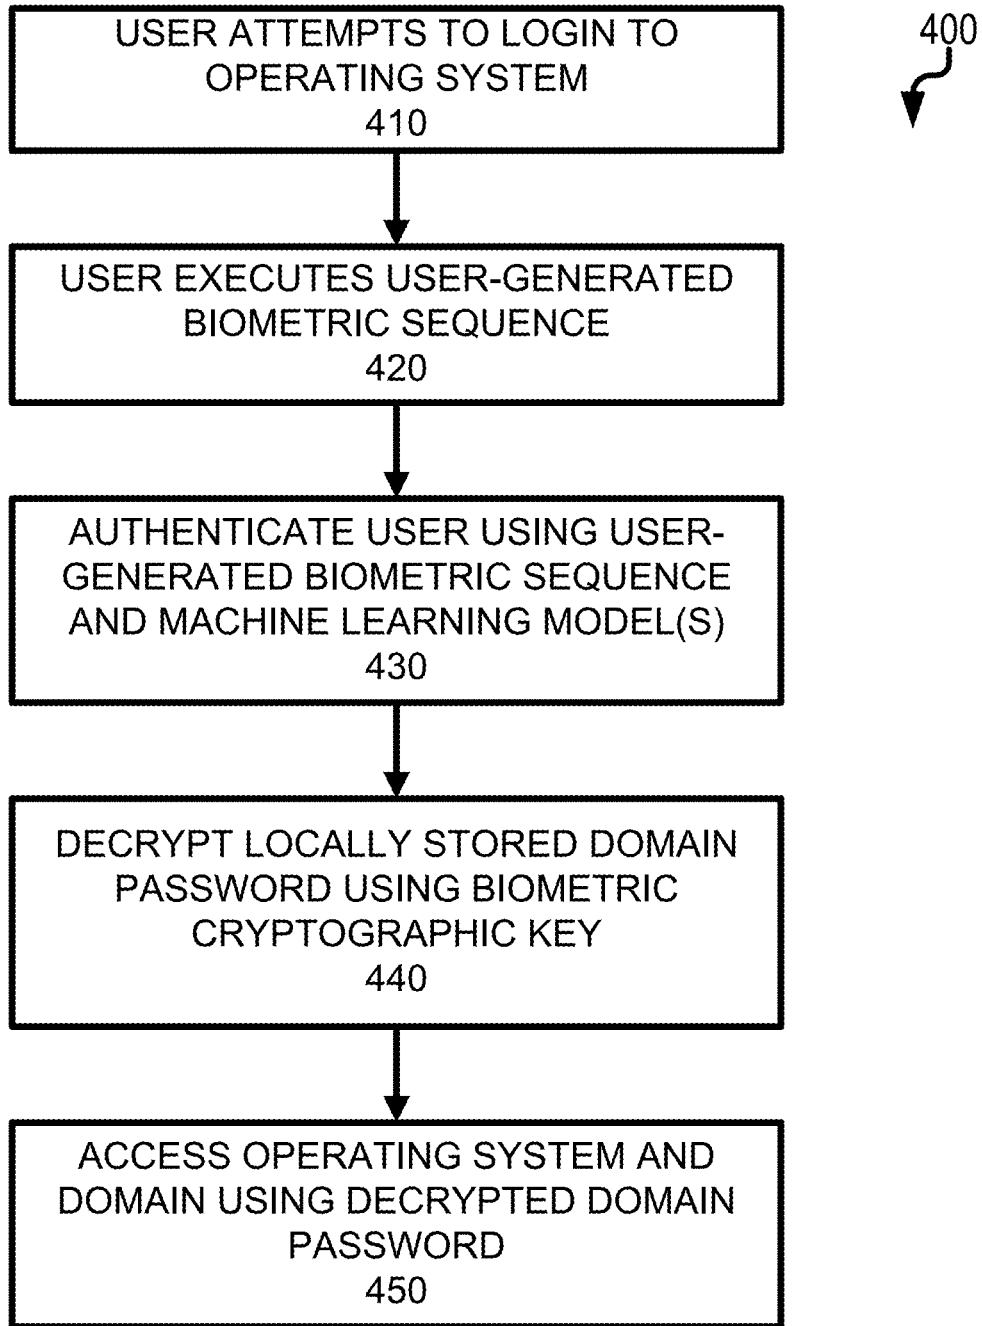 400
USER ATTEMPTS TO LOGIN TO
OPERATING SYSTEM
410
USER EXECUTES USER-GENERATED
BIOMETRIC SEQUENCE
420
AUTHENTICATE USER USING USER-
GENERATED BIOMETRIC SEQUENCE
AND MACHINE LEARNING MODEL(S)
430
DECRYPT LOCALLY STORED DOMAIN
PASSWORD USING BIOMETRIC
CRYPTOGRAPHIC KEY
440
ACCESS OPERATING SYSTEM AND
DOMAIN USING DECRYPTED DOMAIN
PASSWORD
450